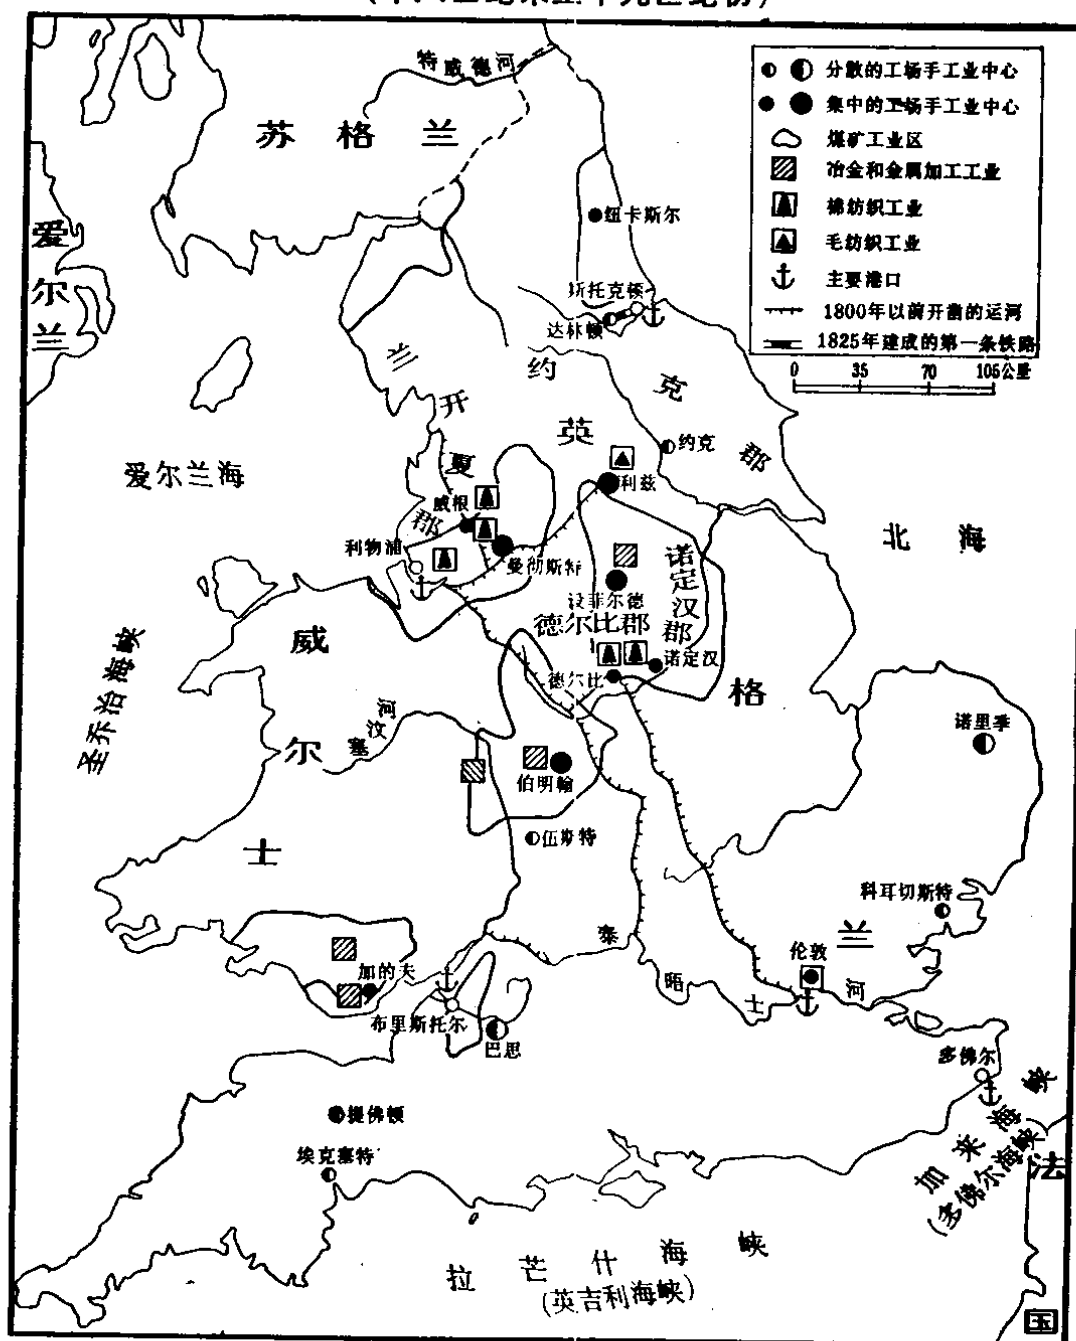 分散的工场手工业中心
集中的工场手工业中心
煤矿工业区
冶金和金属加工工业
棉纺织工业
毛纺织工业
主要港口
1800年以前开凿的运河
1825年建成的第一条铁路
0 35 70 105公里
特威德河
苏格兰
爱尔兰
纽卡斯尔
斯托克顿
达林顿
兰开夏郡
约克郡
英格兰
约克
爱尔兰海
北海
利兹
威根
利物浦
曼彻斯特
设菲尔德
诺定汉郡
德尔比郡
诺定汉
德尔比
圣乔治海峡
威尔士
塞汶河
伯明翰
伍斯特
诺里季
科耳切斯特
伦敦
泰晤士河
加的夫
布里斯托尔
巴思
多佛尔
提佛顿
埃克塞特
加来海峡
(多佛尔海峡)
法国
拉芒什海峡
(英吉利海峡)